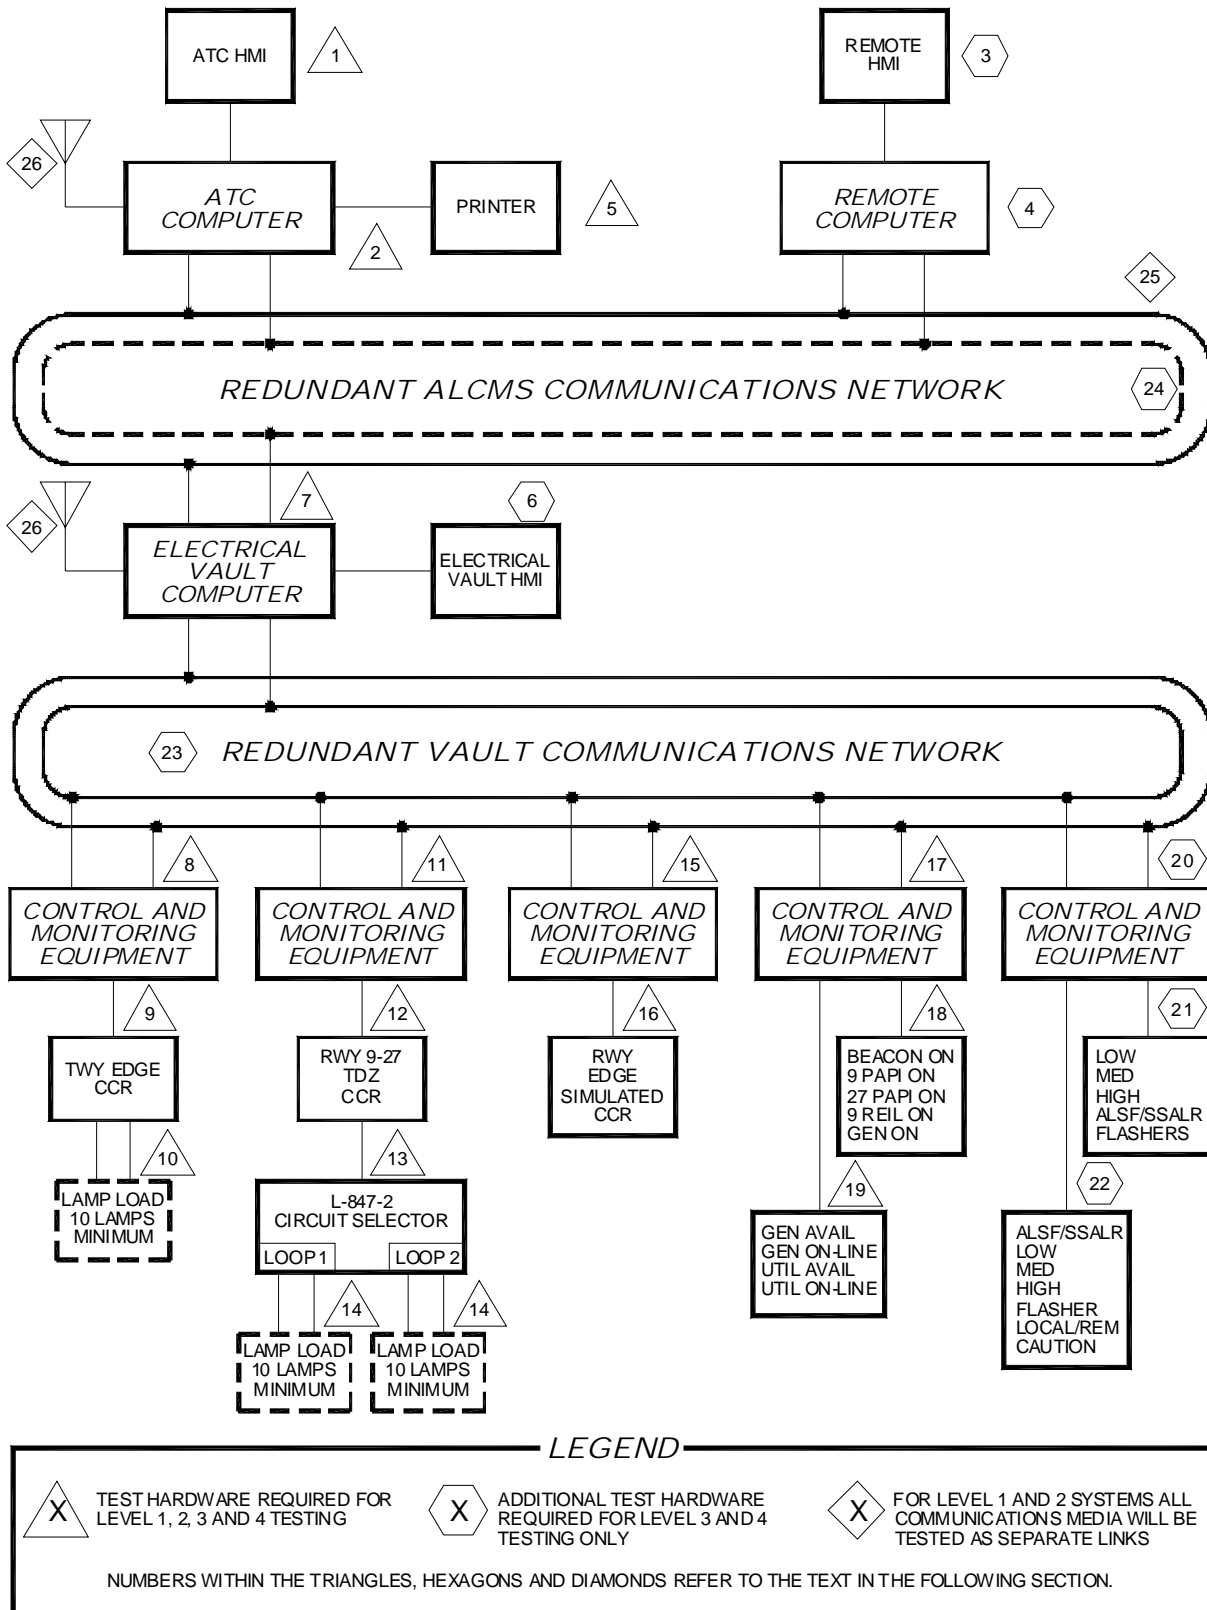 ATC HMI
1
REMOTE
HMI
3
26
ATC
COMPUTER
2
PRINTER
5
REMOTE
COMPUTER
4
25
REDUNDANT ALCMS COMMUNICATIONS NETWORK
24
26
7
6
ELECTRICAL
VAULT
COMPUTER
ELECTRICAL
VAULT HMI
23
REDUNDANT VAULT COMMUNICATIONS NETWORK
8
11
15
17
20
CONTROL AND
MONITORING
EQUIPMENT
CONTROL AND
MONITORING
EQUIPMENT
CONTROL AND
MONITORING
EQUIPMENT
CONTROL AND
MONITORING
EQUIPMENT
CONTROL AND
MONITORING
EQUIPMENT
9
12
16
18
21
TWY EDGE
CCR
RWY 9-27
TDZ
CCR
RWY
EDGE
SIMULATED
CCR
BEACON ON
9 PAPI ON
27 PAPI ON
9 REIL ON
GEN ON
LOW
MED
HIGH
ALSF/SSALR
FLASHERS
10
13
19
22
LAMP LOAD
10 LAMPS
MINIMUM
L-847-2
CIRCUIT SELECTOR
LOOP 1
LOOP 2
GEN AVAIL
GEN ON-LINE
UTIL AVAIL
UTIL ON-LINE
ALSF/SSALR
LOW
MED
HIGH
FLASHER
LOCAL/REM
CAUTION
14
14
LAMP LOAD
10 LAMPS
MINIMUM
LAMP LOAD
10 LAMPS
MINIMUM
LEGEND
X
TEST HARDWARE REQUIRED FOR
LEVEL 1, 2, 3 AND 4 TESTING
X
ADDITIONAL TEST HARDWARE
REQUIRED FOR LEVEL 3 AND 4
TESTING ONLY
X
FOR LEVEL 1 AND 2 SYSTEMS ALL
COMMUNICATIONS MEDIA WILL BE
TESTED AS SEPARATE LINKS
NUMBERS WITHIN THE TRIANGLES, HEXAGONS AND DIAMONDS REFER TO THE TEXT IN THE FOLLOWING SECTION.